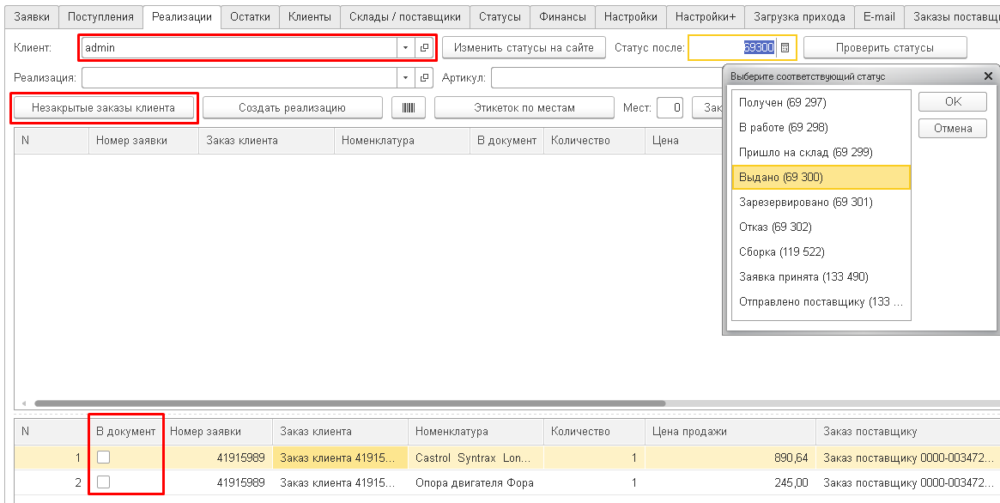 Заявки Поступления Реализации Остатки Клиенты Склады / поставщики Статусы Финансы Настройки Настройки+ Загрузка прихода E-mail Заказы поставщи
Клиент: admin Изменить статусы на сайте Статус после: 69300 Проверить статусы
Реализация: Артикул:
Незакрытые заказы клиента Создать реализацию Этикеток по местам Мест: 0 Зак
Выберите соответствующий статус
Получен (69 297)
В работе (69 298)
Пришло на склад (69 299)
Выдано (69 300)
Зарезервировано (69 301)
Отказ (69 302)
Сборка (119 522)
Заявка принята (133 490)
Отправлено поставщику (133 ...
OK
Отмена
N Номер заявки Заказ клиента Номенклатура В документ Количество Цена
N В документ Номер заявки Заказ клиента Номенклатура Количество Цена продажи Заказ поставщику
1 41915989 Заказ клиента 41915... Castrol Syntrax Lon... 1 890,64 Заказ поставщику 0000-003472...
2 41915989 Заказ клиента 41915... Опора двигателя Фора 1 245,00 Заказ поставщику 0000-003472...